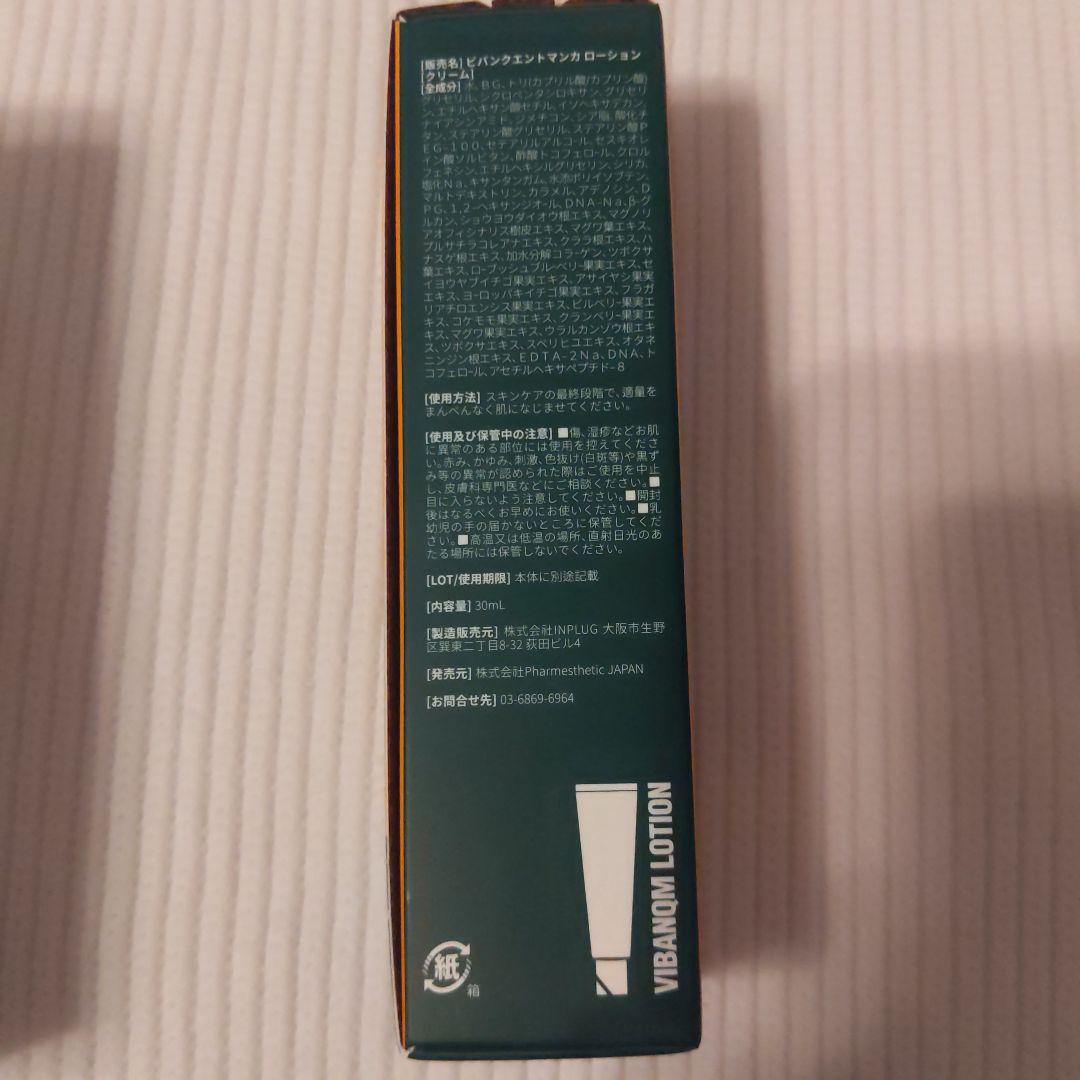 [販売名] ビバンクエントマンカ ローション
[クリーム]
[全成分] 水、BG、トリ(カプリル酸/カプリン酸)
グリセリル、シクロペンタシロキサン、グリセリ
ン、エチルヘキサン酸セチル、イソヘキサデカン、
ナイアシンアミド、ジメチコン、シア脂、酸化チ
タン、ステアリン酸グリセリル、ステアリン酸P
EG-100、セテアリルアルコール、セスキオレ
イン酸ソルビタン、酢酸トコフェロール、クロル
フェネシン、エチルヘキシルグリセリン、シリカ、
塩化Na、キサンタンガム、水添ポリイソブテン、
マルトデキストリン、カラメル、アデノシン、D
PG、1,2-ヘキサンジオール、DNA-Na、β-グ
ルカン、ショウヨウダイオウ根エキス、マグノリ
アオフィシナリス樹皮エキス、マグワ葉エキス、
プルサチラコレアナエキス、クララ根エキス、ハ
ナスゲ根エキス、加水分解コラーゲン、ツボクサ
葉エキス、ローブッシュブルーベリー果実エキス、セ
イヨウヤブイチゴ果実エキス、アサイヤシ果実
エキス、ヨーロッパキイチゴ果実エキス、フラガ
リアチロエンシス果実エキス、ビルベリー果実エ
キス、コケモモ果実エキス、クランベリー果実エ
キス、マグワ果実エキス、ウラルカンゾウ根エキ
ス、ツボクサエキス、スベリヒユエキス、オタネ
ニンジン根エキス、EDTA-2Na、DNA、ト
コフェロール、アセチルヘキサペプチド-8
[使用方法] スキンケアの最終段階で、適量を
まんべんなく肌になじませてください。
[使用及び保管中の注意] ■傷、湿疹などお肌
に異常のある部位には使用を控えてくださ
い。赤み、かゆみ、刺激、色抜け(白斑等)や黒ず
み等の異常が認められた際はご使用を中止
し、皮膚科専門医などにご相談ください。■
目に入らないよう注意してください。■開封
後はなるべくお早めにお使いください。■乳
幼児の手の届かないところに保管してくだ
さい。■高温又は低温の場所、直射日光のあ
たる場所には保管しないでください。
[LOT/使用期限] 本体に別途記載
[内容量] 30mL
[製造販売元] 株式会社INPLUG 大阪市生野
区巽東二丁目8-32 荻田ビル4
[発売元] 株式会社Pharmesthetic JAPAN
[お問合せ先] 03-6869-6964
VIBANQM LOTION
紙
箱